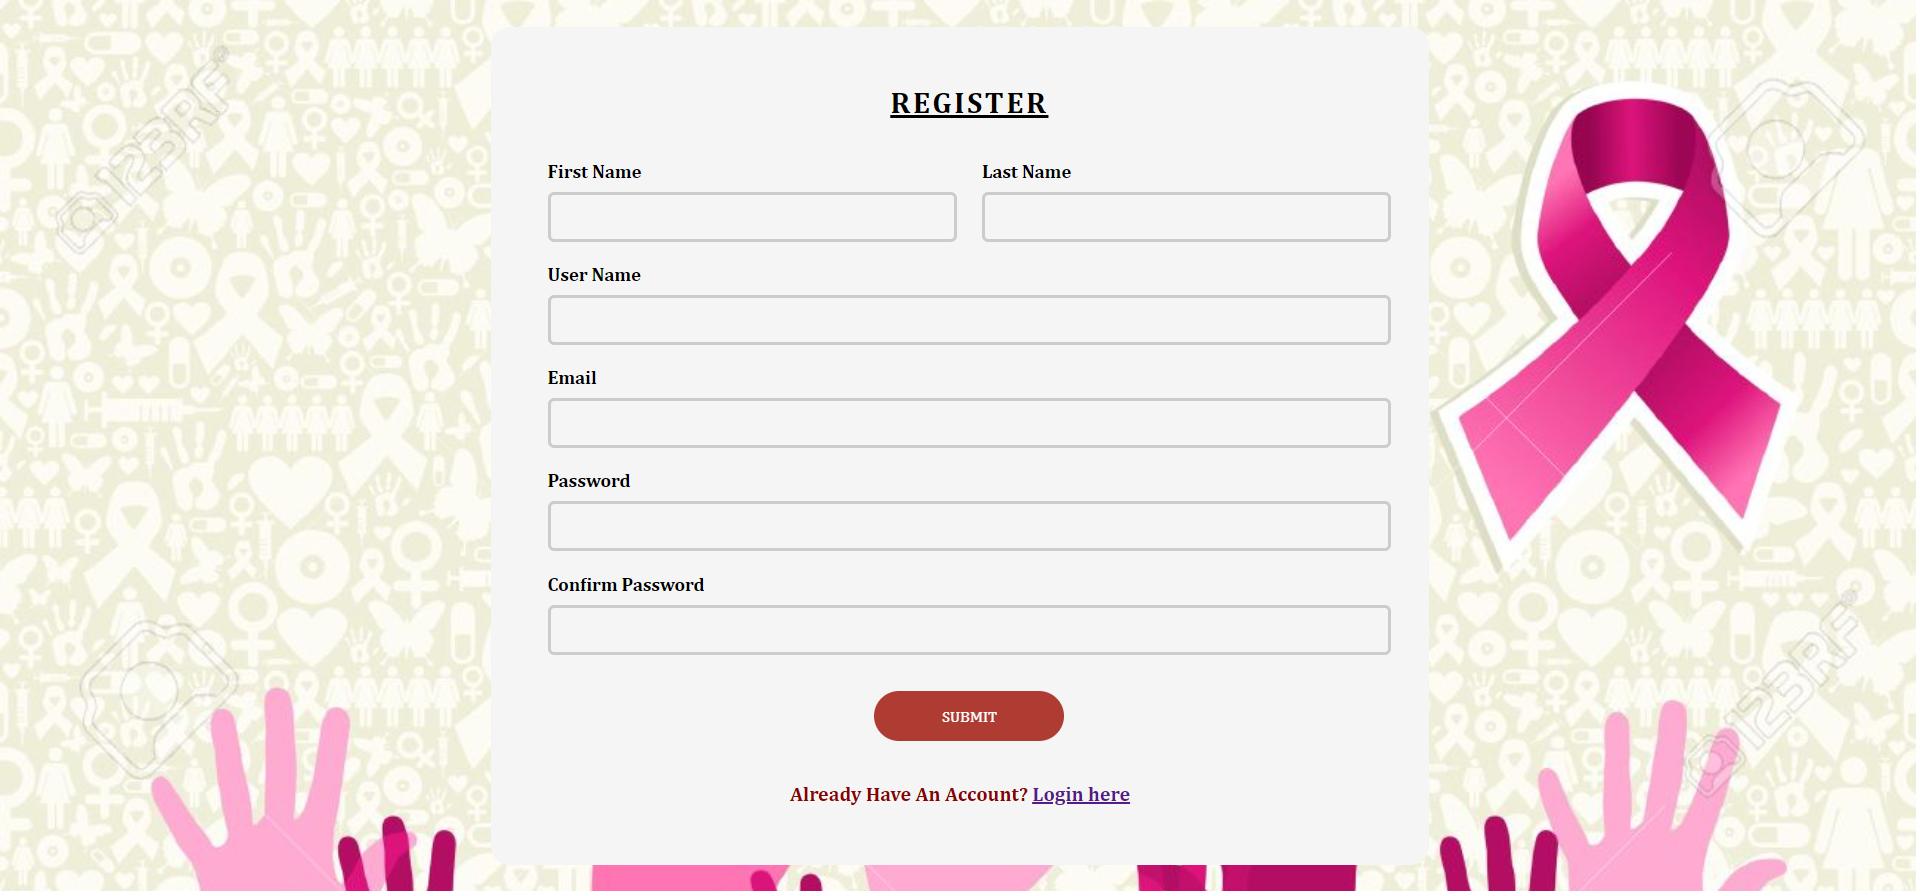 REGISTER
First Name Last Name
User Name
Email
Password
Confirm Password
SUBMIT
Already Have An Account? Login here
@123RF®
@123RF®